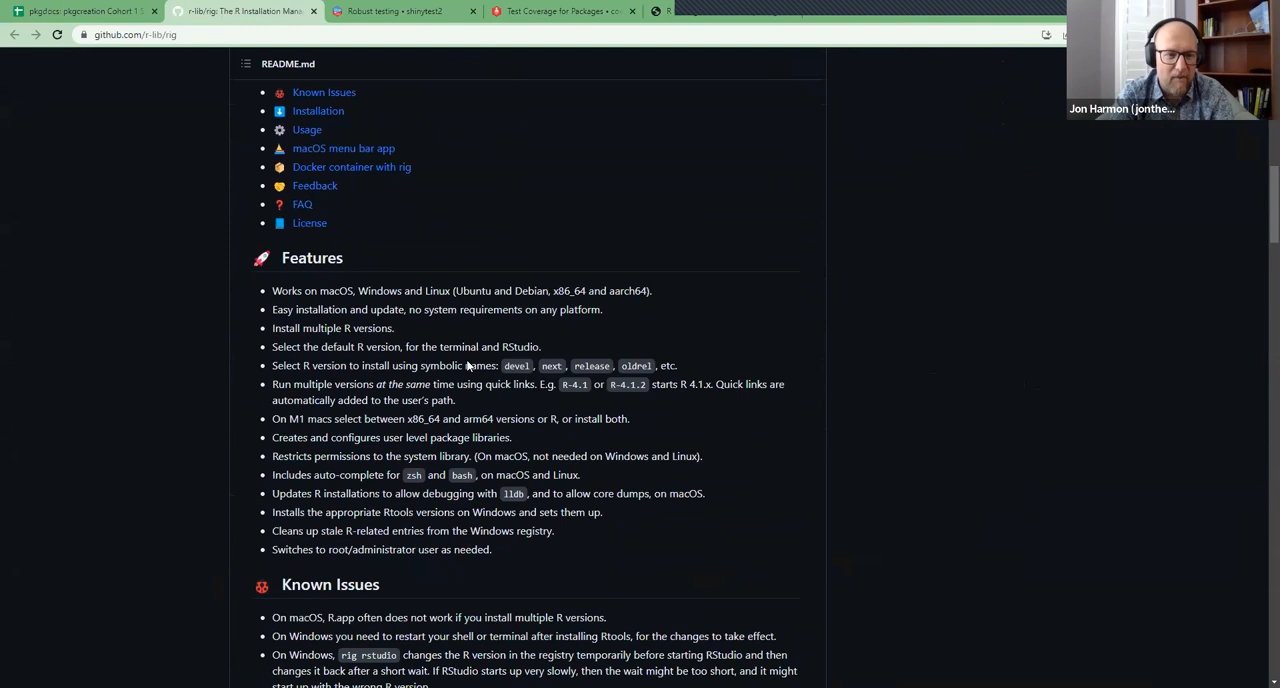 pkgdocs: pkgcreation Cohort 1 S
r-lib/rig: The R Installation Mana
Robust testing • shinytest2
Test Coverage for Packages • co
R
github.com/r-lib/rig
Jon Harmon (jonthe...
README.md
Known Issues
Installation
Usage
macOS menu bar app
Docker container with rig
Feedback
FAQ
License
Features
Works on macOS, Windows and Linux (Ubuntu and Debian, x86_64 and aarch64).
Easy installation and update, no system requirements on any platform.
Install multiple R versions.
Select the default R version, for the terminal and RStudio.
Select R version to install using symbolic names: devel, next, release, oldrel, etc.
Run multiple versions at the same time using quick links. E.g. R-4.1 or R-4.1.2 starts R 4.1.x. Quick links are
automatically added to the user's path.
On M1 macs select between x86_64 and arm64 versions or R, or install both.
Creates and configures user level package libraries.
Restricts permissions to the system library. (On macOS, not needed on Windows and Linux).
Includes auto-complete for zsh and bash, on macOS and Linux.
Updates R installations to allow debugging with lldb, and to allow core dumps, on macOS.
Installs the appropriate Rtools versions on Windows and sets them up.
Cleans up stale R-related entries from the Windows registry.
Switches to root/administrator user as needed.
Known Issues
On macOS, R.app often does not work if you install multiple R versions.
On Windows you need to restart your shell or terminal after installing Rtools, for the changes to take effect.
On Windows, rig rstudio changes the R version in the registry temporarily before starting RStudio and then
changes it back after a short wait. If RStudio starts up very slowly, then the wait might be too short, and it might
start up with the wrong R version.